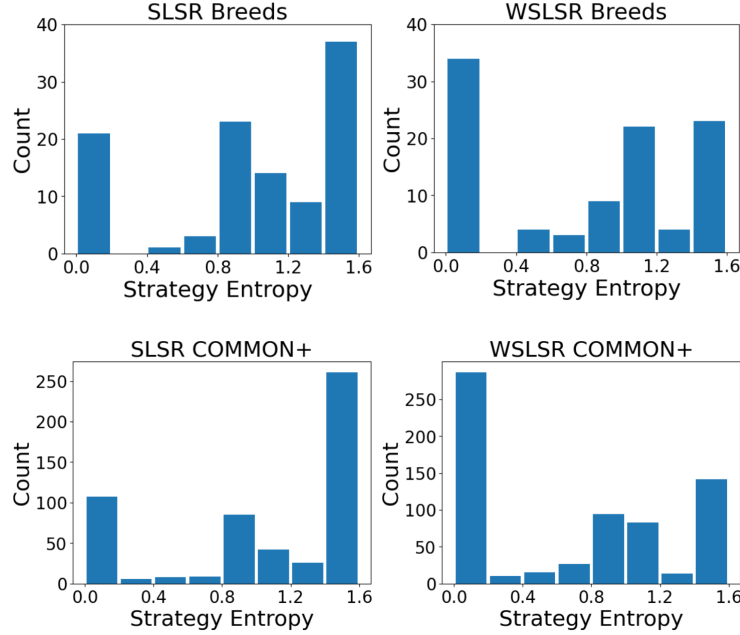 SLSR Breeds
40
30
20
10
0
Count
0.0 0.4 0.8 1.2 1.6
Strategy Entropy
WSLSR Breeds
40
30
20
10
0
Count
0.0 0.4 0.8 1.2 1.6
Strategy Entropy
SLSR COMMON+
250
200
150
100
50
0
Count
0.0 0.4 0.8 1.2 1.6
Strategy Entropy
WSLSR COMMON+
250
200
150
100
50
0
Count
0.0 0.4 0.8 1.2 1.6
Strategy Entropy